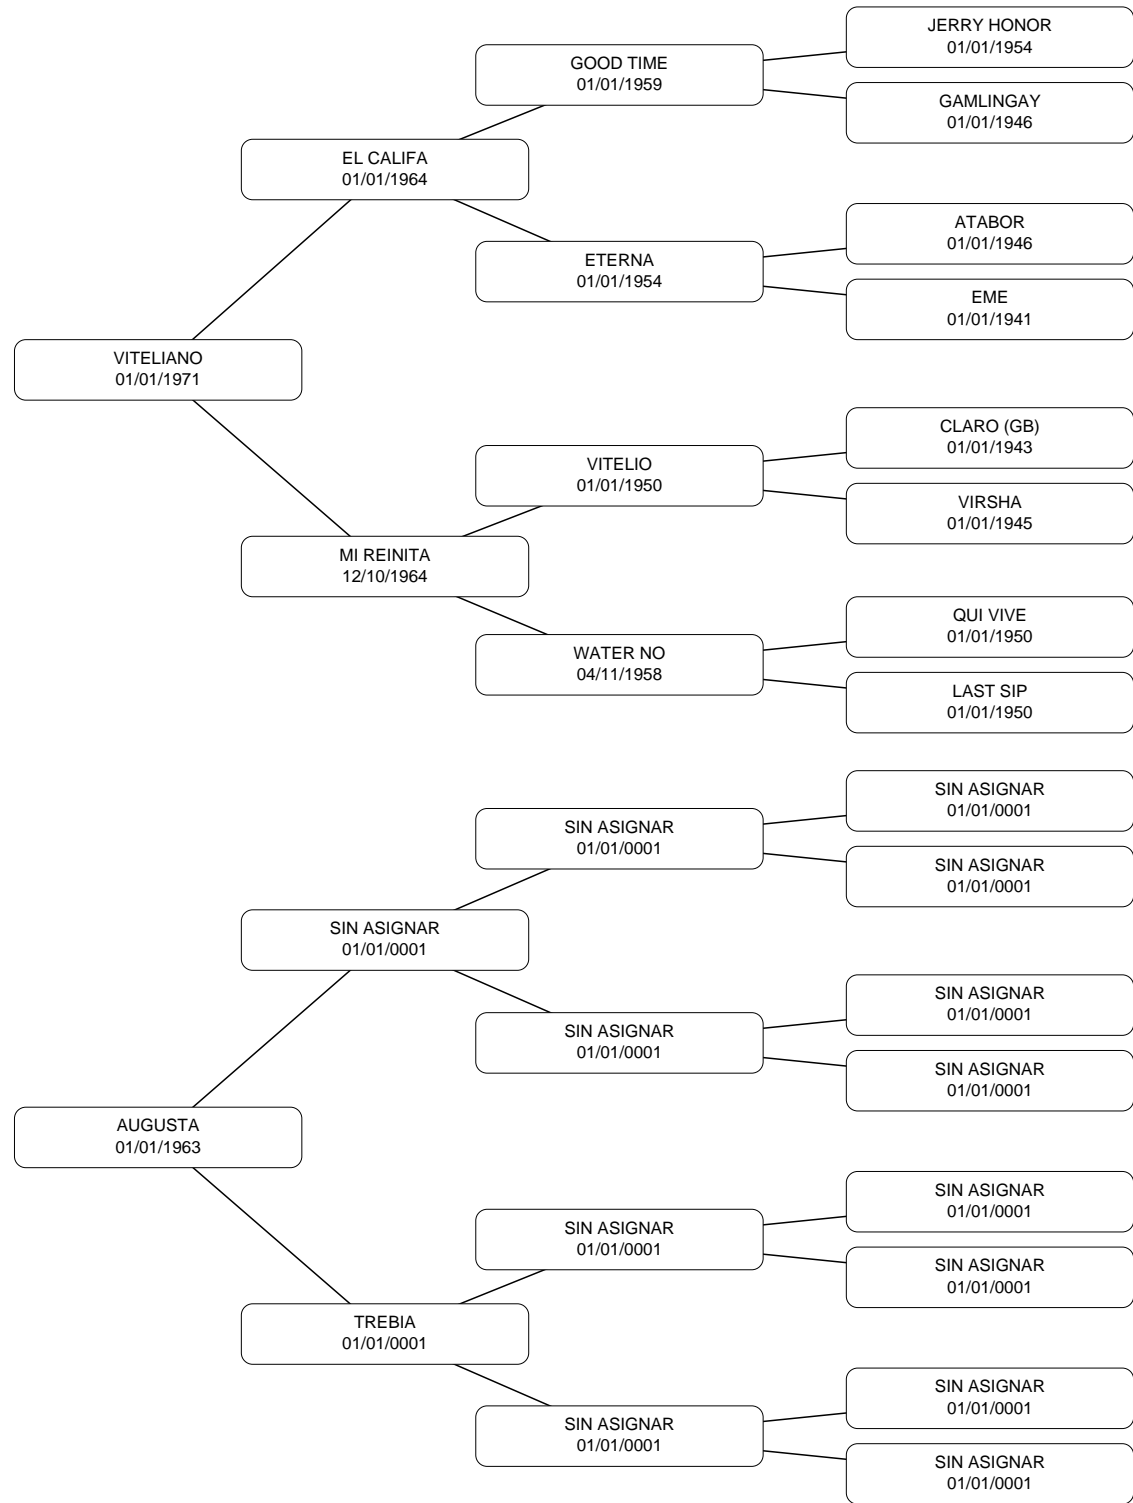 JERRY HONOR
01/01/1954
GOOD TIME
01/01/1959
GAMLINGAY
01/01/1946
EL CALIFA
01/01/1964
ATABOR
01/01/1946
ETERNA
01/01/1954
EME
01/01/1941
VITELIANO
01/01/1971
CLARO (GB)
01/01/1943
VITELIO
01/01/1950
VIRSHA
01/01/1945
MI REINITA
12/10/1964
QUI VIVE
01/01/1950
WATER NO
04/11/1958
LAST SIP
01/01/1950
SIN ASIGNAR
01/01/0001
SIN ASIGNAR
01/01/0001
SIN ASIGNAR
01/01/0001
SIN ASIGNAR
01/01/0001
SIN ASIGNAR
01/01/0001
SIN ASIGNAR
01/01/0001
SIN ASIGNAR
01/01/0001
AUGUSTA
01/01/1963
SIN ASIGNAR
01/01/0001
SIN ASIGNAR
01/01/0001
SIN ASIGNAR
01/01/0001
TREBIA
01/01/0001
SIN ASIGNAR
01/01/0001
SIN ASIGNAR
01/01/0001
SIN ASIGNAR
01/01/0001